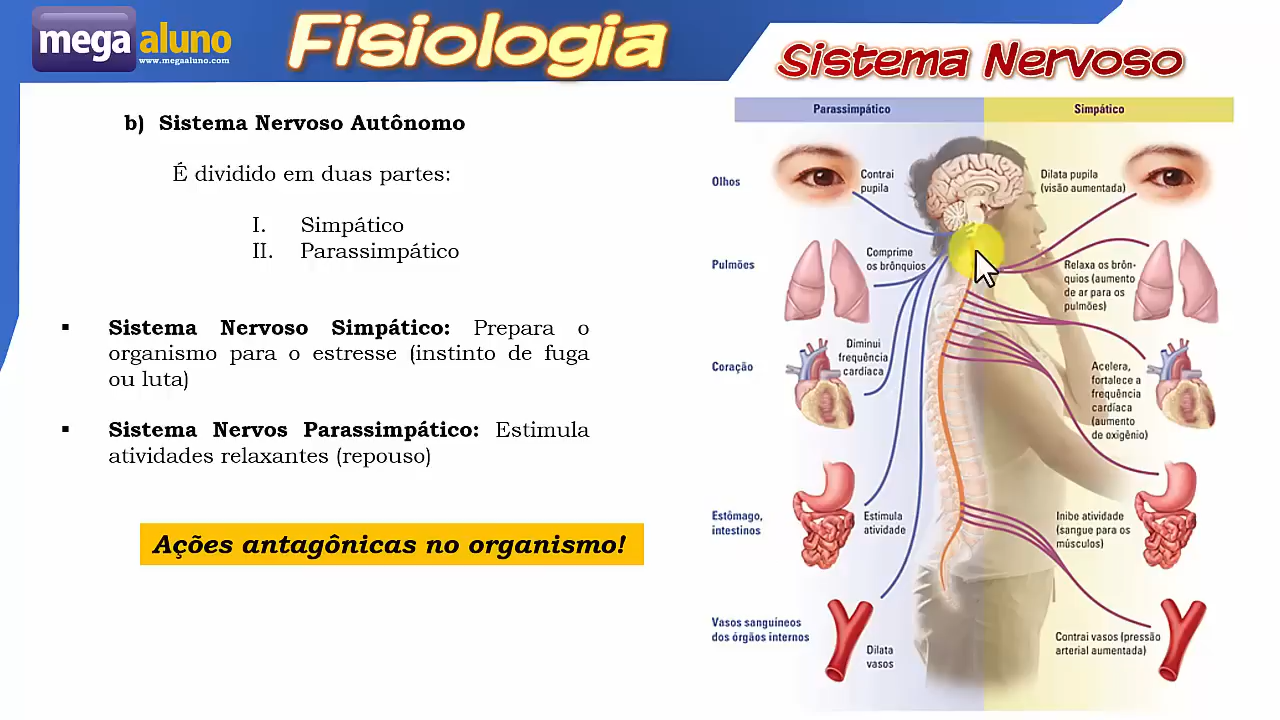 mega aluno
www.megaaluno.com
Fisiologia
Sistema Nervoso
b) Sistema Nervoso Autônomo
É dividido em duas partes:
I. Simpático
II. Parassimpático
▪ Sistema Nervoso Simpático: Prepara o
organismo para o estresse (instinto de fuga
ou luta)
▪ Sistema Nervos Parassimpático: Estimula
atividades relaxantes (repouso)
Ações antagônicas no organismo!
Parassimpático
Simpático
Olhos
Contrai
pupila
Dilata pupila
(visão aumentada)
Pulmões
Comprime
os brônquios
Relaxa os brôn-
quios (aumento
de ar para os
pulmões)
Coração
Diminui
frequência
cardíaca
Acelera,
fortalece a
frequência
cardíaca
(aumento
de oxigênio)
Estômago,
intestinos
Estimula
atividade
Inibe atividade
(sangue para os
músculos)
Vasos sanguíneos
dos órgãos internos
Dilata
vasos
Contrai vasos (pressão
arterial aumentada)